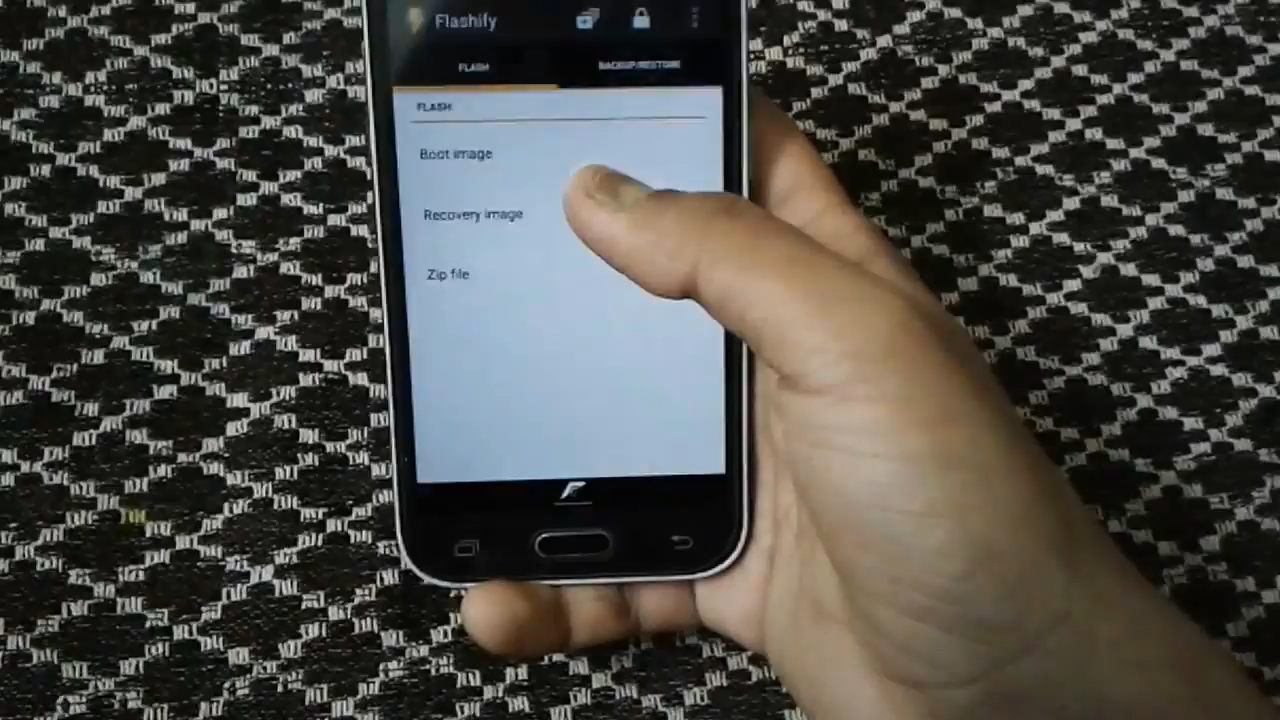 Flashify
FLASH
BACKUP/RESTORE
FLASH
Boot image
Recovery image
Zip file